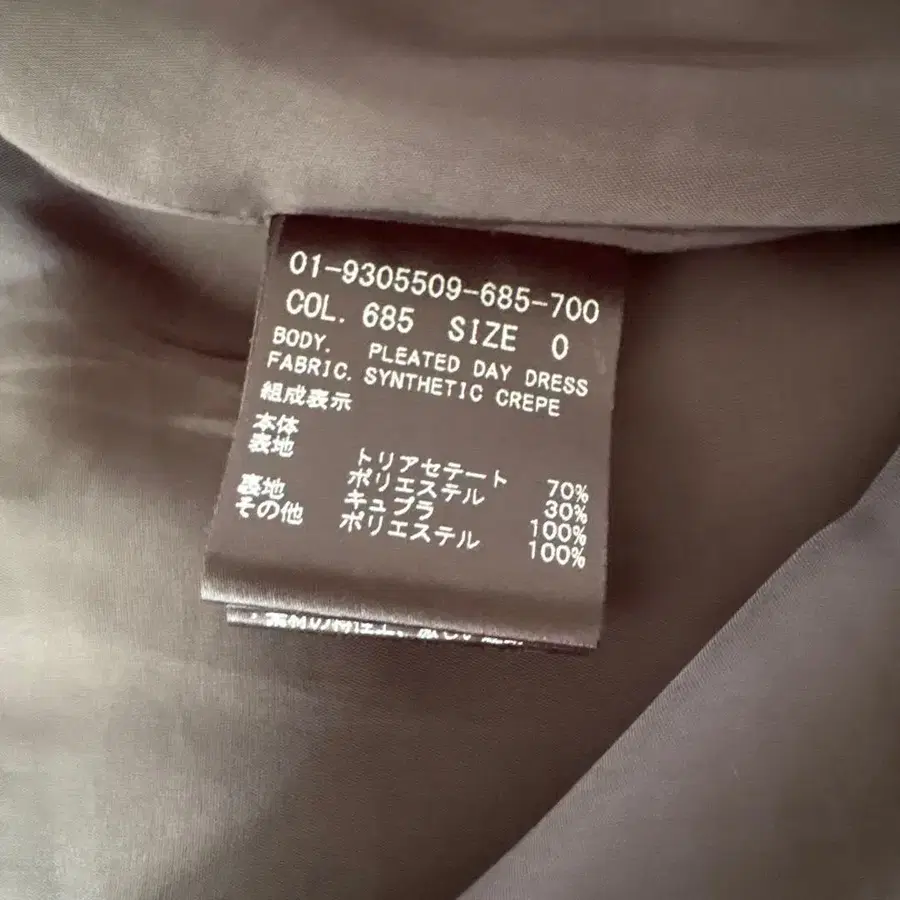 01-9305509-685-700
COL. 685 SIZE 0
BODY. PLEATED DAY DRESS
FABRIC. SYNTHETIC CREPE
組成表示
本体
表地 トリアセテート 70%
ポリエステル 30%
裏地 キュプラ 100%
その他 ポリエステル 100%